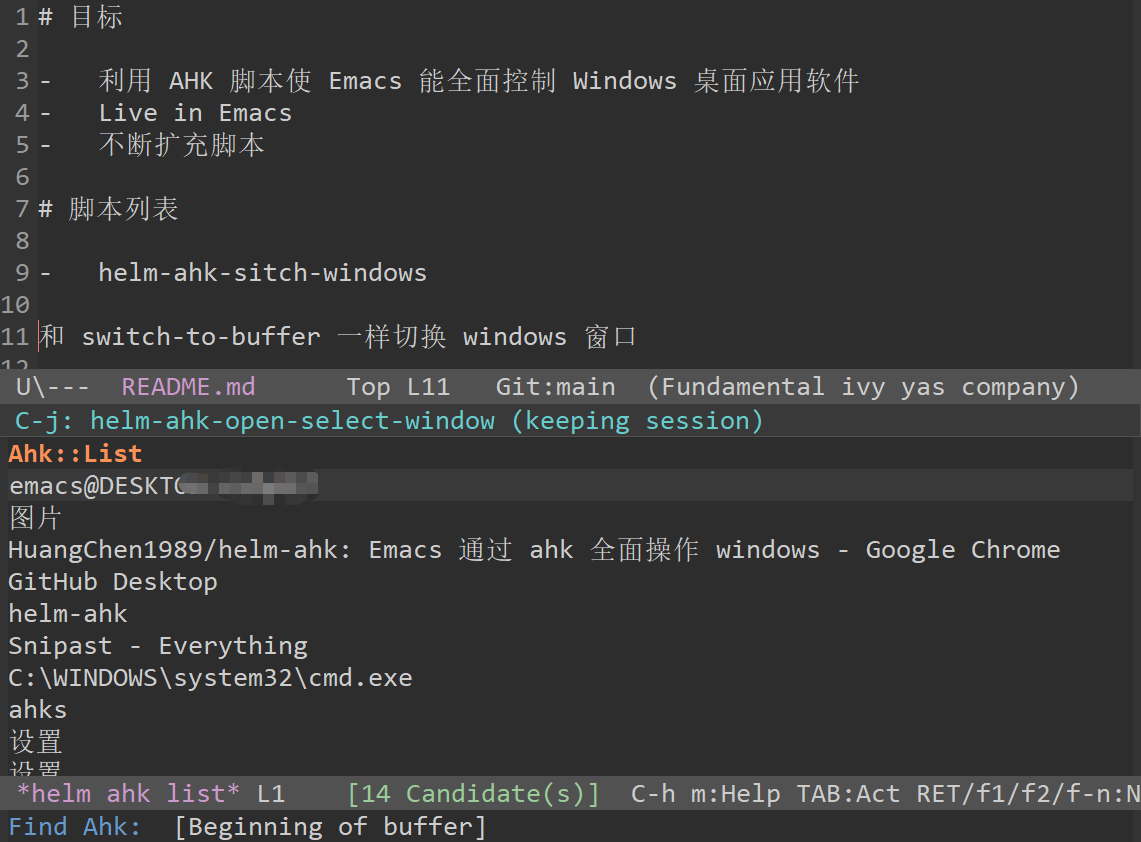 1 # 目标
2
3 - 利用 AHK 脚本使 Emacs 能全面控制 Windows 桌面应用软件
4 - Live in Emacs
5 - 不断扩充脚本
6
7 # 脚本列表
8
9 - helm-ahk-sitch-windows
10
11 和 switch-to-buffer 一样切换 windows 窗口
12
U\--- README.md Top L11 Git:main (Fundamental ivy yas company)
C-j: helm-ahk-open-select-window (keeping session)
Ahk::List
emacs@DESKTO
图片
HuangChen1989/helm-ahk: Emacs 通过 ahk 全面操作 windows - Google Chrome
GitHub Desktop
helm-ahk
Snipast - Everything
C:\WINDOWS\system32\cmd.exe
ahks
设置
设置
*helm ahk list* L1 [14 Candidate(s)] C-h m:Help TAB:Act RET/f1/f2/f-n:N
Find Ahk: [Beginning of buffer]